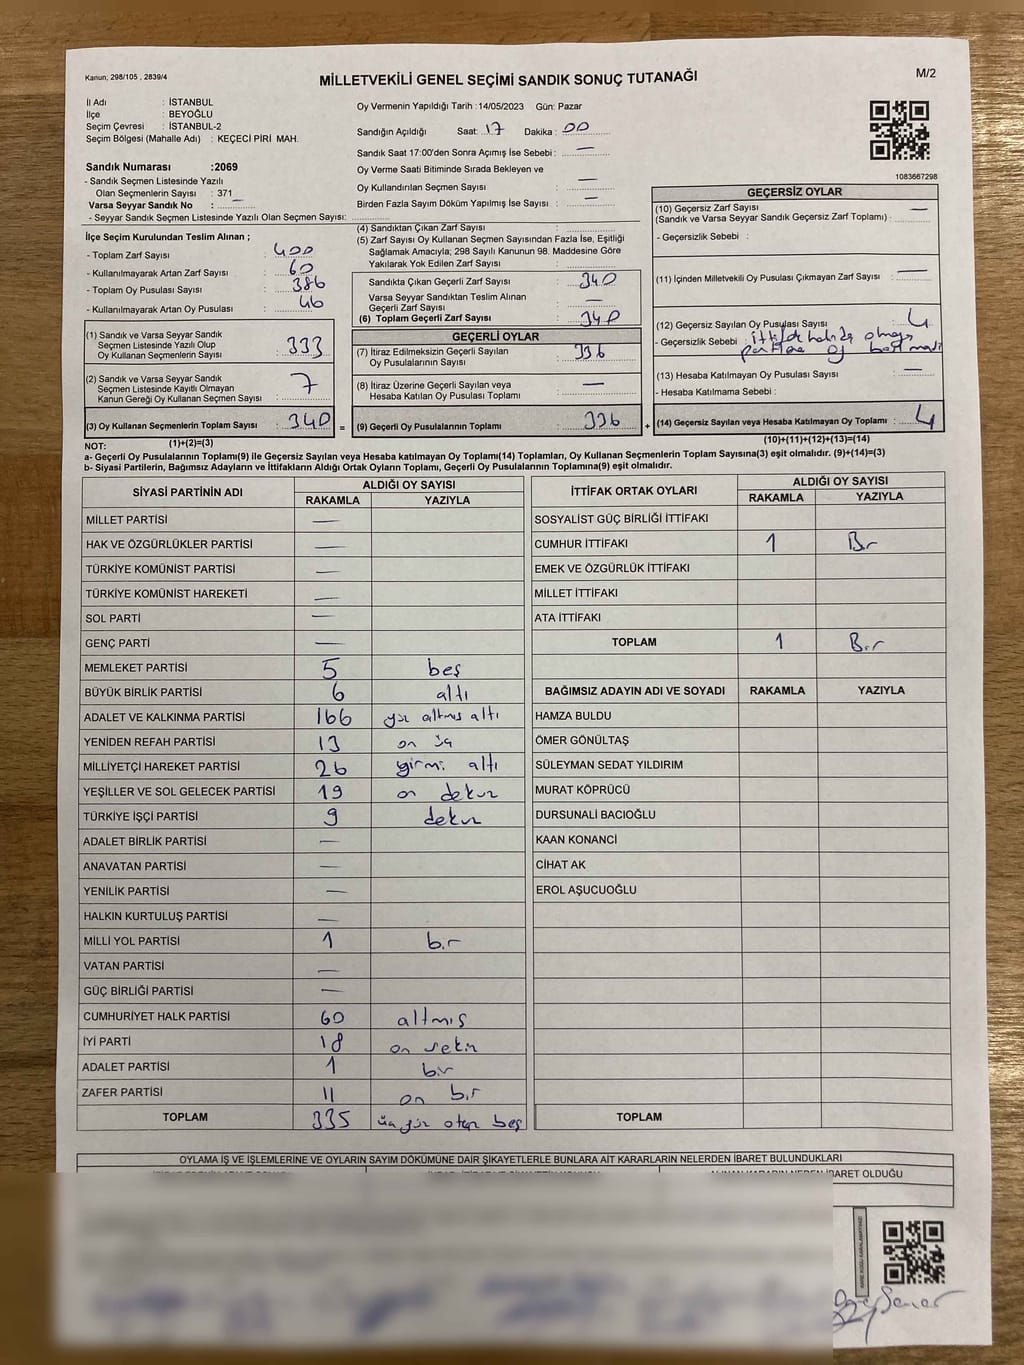 Kanun; 298/105 , 2839/4
MİLLETVEKİLİ GENEL SEÇİMİ SANDIK SONUÇ TUTANAĞI
M/2
İl Adı : İSTANBUL
İlçe : BEYOĞLU
Seçim Çevresi : İSTANBUL-2
Seçim Bölgesi (Mahalle Adı) : KEÇECİ PİRİ MAH.
Sandık Numarası :2069
- Sandık Seçmen Listesinde Yazılı
Olan Seçmenlerin Sayısı : 371
Varsa Seyyar Sandık No : —
- Seyyar Sandık Seçmen Listesinde Yazılı Olan Seçmen Sayısı:
Oy Vermenin Yapıldığı Tarih :14/05/2023 Gün: Pazar
Sandığın Açıldığı Saat: 17 Dakika : 00
Sandık Saat 17:00'den Sonra Açımış İse Sebebi : —
Oy Verme Saati Bitiminde Sırada Bekleyen ve
Oy Kullandırılan Seçmen Sayısı : —
Birden Fazla Sayım Döküm Yapılmış İse Sayısı : —
1083667298
İlçe Seçim Kurulundan Teslim Alınan ;
- Toplam Zarf Sayısı : 400
- Kullanılmayarak Artan Zarf Sayısı : 60
- Toplam Oy Pusulası Sayısı : 386
- Kullanılmayarak Artan Oy Pusulası : 46
(1) Sandık ve Varsa Seyyar Sandık
Seçmen Listesinde Yazılı Olup
Oy Kullanan Seçmenlerin Sayısı : 333
(2) Sandık ve Varsa Seyyar Sandık
Seçmen Listesinde Kayıtlı Olmayan
Kanun Gereği Oy Kullanan Seçmen Sayısı : 7
(3) Oy Kullanan Seçmenlerin Toplam Sayısı : 340
(1)+(2)=(3)
(4) Sandıktan Çıkan Zarf Sayısı :
(5) Zarf Sayısı Oy Kullanan Seçmen Sayısından Fazla İse, Eşitliği
Sağlamak Amacıyla; 298 Sayılı Kanunun 98. Maddesine Göre
Yakılarak Yok Edilen Zarf Sayısı :
Sandıkta Çıkan Geçerli Zarf Sayısı : 340
Varsa Seyyar Sandıktan Teslim Alınan
Geçerli Zarf Sayısı : —
(6) Toplam Geçerli Zarf Sayısı : 340
GEÇERLİ OYLAR
(7) İtiraz Edilmeksizin Geçerli Sayılan
Oy Pusulalarının Sayısı : 336
(8) İtiraz Üzerine Geçerli Sayılan veya
Hesaba Katılan Oy Pusulası Toplamı : —
= (9) Geçerli Oy Pusulalarının Toplamı : 336
GEÇERSİZ OYLAR
(10) Geçersiz Zarf Sayısı —
(Sandık ve Varsa Seyyar Sandık Geçersiz Zarf Toplamı) :
- Geçersizlik Sebebi :
(11) İçinden Milletvekili Oy Pusulası Çıkmayan Zarf Sayısı : —
(12) Geçersiz Sayılan Oy Pusulası Sayısı : 4
- Geçersizlik Sebebi : ittifak halinde olmayan
partilere oy basmadı
(13) Hesaba Katılmayan Oy Pusulası Sayısı : —
- Hesaba Katılmama Sebebi :
+ (14) Geçersiz Sayılan veya Hesaba Katılmayan Oy Toplamı : 4
(10)+(11)+(12)+(13)=(14)
NOT:
a- Geçerli Oy Pusulalarının Toplamı(9) ile Geçersiz Sayılan veya Hesaba katılmayan Oy Toplamı(14) Toplamları, Oy Kullanan Seçmenlerin Toplam Sayısına(3) eşit olmalıdır. (9)+(14)=(3)
b- Siyasi Partilerin, Bağımsız Adayların ve İttifakların Aldığı Ortak Oyların Toplamı, Geçerli Oy Pusulalarının Toplamına(9) eşit olmalıdır.
SİYASİ PARTİNİN ADI ALDIĞI OY SAYISI
RAKAMLA YAZIYLA
MİLLET PARTİSİ —
HAK VE ÖZGÜRLÜKLER PARTİSİ —
TÜRKİYE KOMÜNİST PARTİSİ —
TÜRKİYE KOMÜNİST HAREKETİ —
SOL PARTİ —
GENÇ PARTİ —
MEMLEKET PARTİSİ 5 beş
BÜYÜK BİRLİK PARTİSİ 6 altı
ADALET VE KALKINMA PARTİSİ 166 yüz altmış altı
YENİDEN REFAH PARTİSİ 13 on üç
MİLLİYETÇİ HAREKET PARTİSİ 26 yirmi altı
YEŞİLLER VE SOL GELECEK PARTİSİ 19 on dokuz
TÜRKİYE İŞÇİ PARTİSİ 9 dokuz
ADALET BİRLİK PARTİSİ —
ANAVATAN PARTİSİ —
YENİLİK PARTİSİ —
HALKIN KURTULUŞ PARTİSİ —
MİLLİ YOL PARTİSİ 1 bir
VATAN PARTİSİ —
GÜÇ BİRLİĞİ PARTİSİ —
CUMHURİYET HALK PARTİSİ 60 altmış
İYİ PARTİ 18 on sekiz
ADALET PARTİSİ 1 bir
ZAFER PARTİSİ 11 on bir
TOPLAM 335 üçyüz otuz beş
İTTİFAK ORTAK OYLARI ALDIĞI OY SAYISI
RAKAMLA YAZIYLA
SOSYALİST GÜÇ BİRLİĞİ İTTİFAKI
CUMHUR İTTİFAKI 1 Bir
EMEK VE ÖZGÜRLÜK İTTİFAKI
MİLLET İTTİFAKI
ATA İTTİFAKI
TOPLAM 1 Bir
BAĞIMSIZ ADAYIN ADI VE SOYADI RAKAMLA YAZIYLA
HAMZA BULDU
ÖMER GÖNÜLTAŞ
SÜLEYMAN SEDAT YILDIRIM
MURAT KÖPRÜCÜ
DURSUNALİ BACIOĞLU
KAAN KONANCİ
CİHAT AK
EROL AŞUCUOĞLU
TOPLAM
OYLAMA İŞ VE İŞLEMLERİNE VE OYLARIN SAYIM DÖKÜMÜNE DAİR ŞİKAYETLERLE BUNLARA AİT KARARLARIN NELERDEN İBARET BULUNDUKLARI
İBARET OLDUĞU